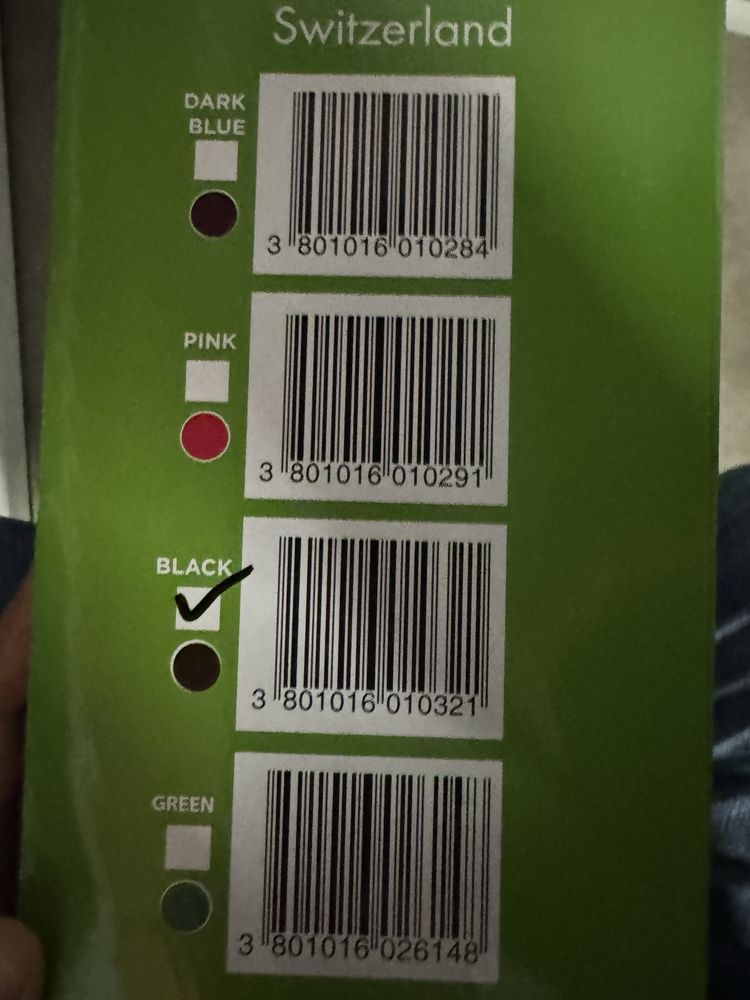 Switzerland
DARK
BLUE
3 801016 010284
PINK
3 801016 010291
BLACK
3 801016 010321
GREEN
3 801016 026148